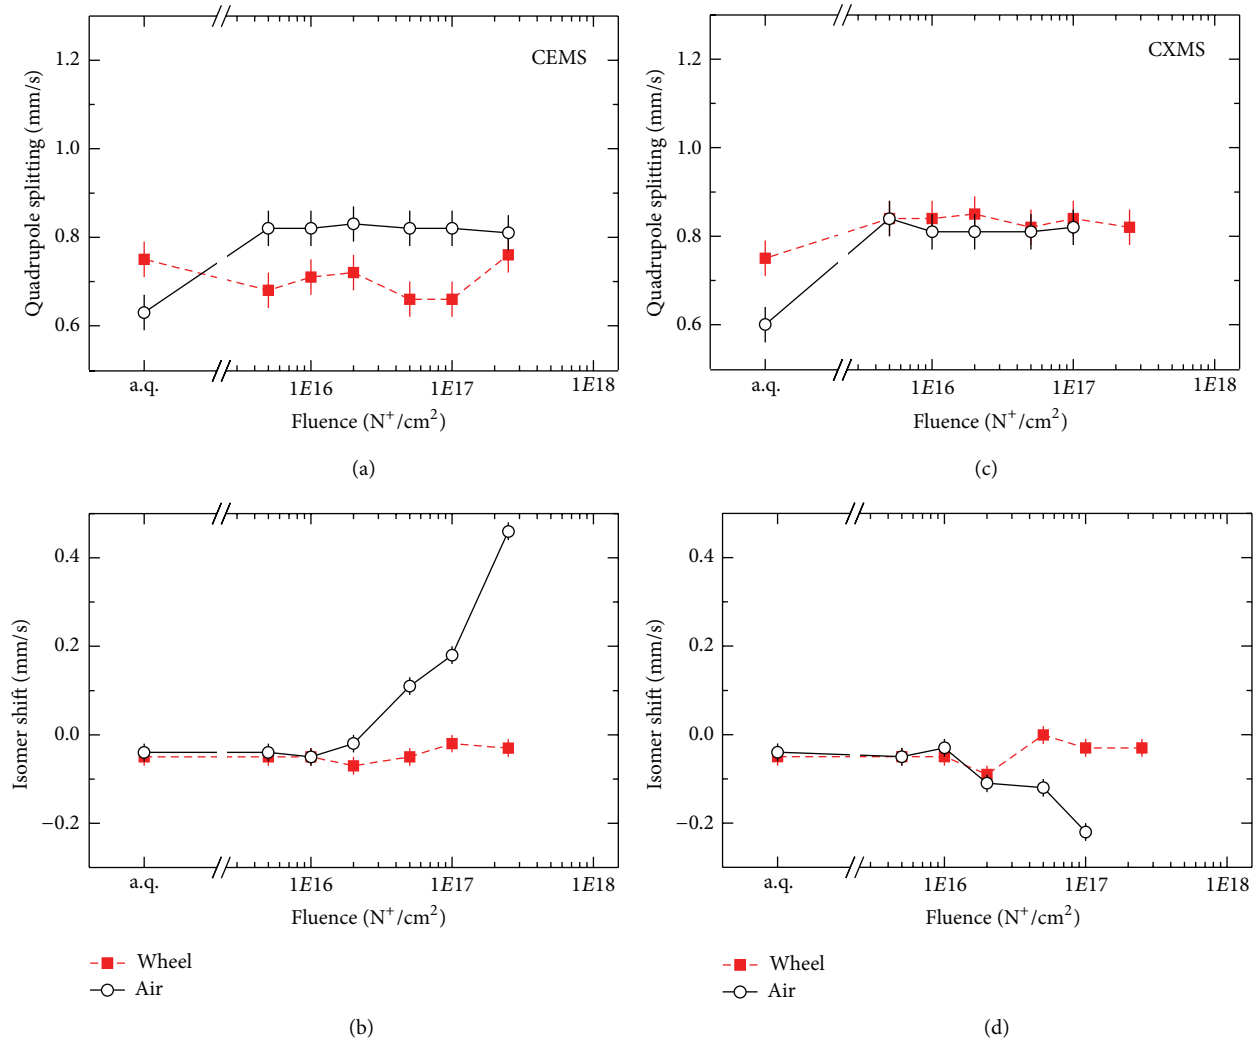 CEMS
Quadrupole splitting (mm/s)
1.2
1.0
0.8
0.6
a.q. 1E16 1E17 1E18
Fluence (N⁺/cm²)
(a)
CXMS
Quadrupole splitting (mm/s)
1.2
1.0
0.8
0.6
a.q. 1E16 1E17 1E18
Fluence (N⁺/cm²)
(c)
Isomer shift (mm/s)
0.4
0.2
0.0
−0.2
a.q. 1E16 1E17 1E18
Fluence (N⁺/cm²)
Wheel
Air
(b)
Isomer shift (mm/s)
0.4
0.2
0.0
−0.2
a.q. 1E16 1E17 1E18
Fluence (N⁺/cm²)
Wheel
Air
(d)